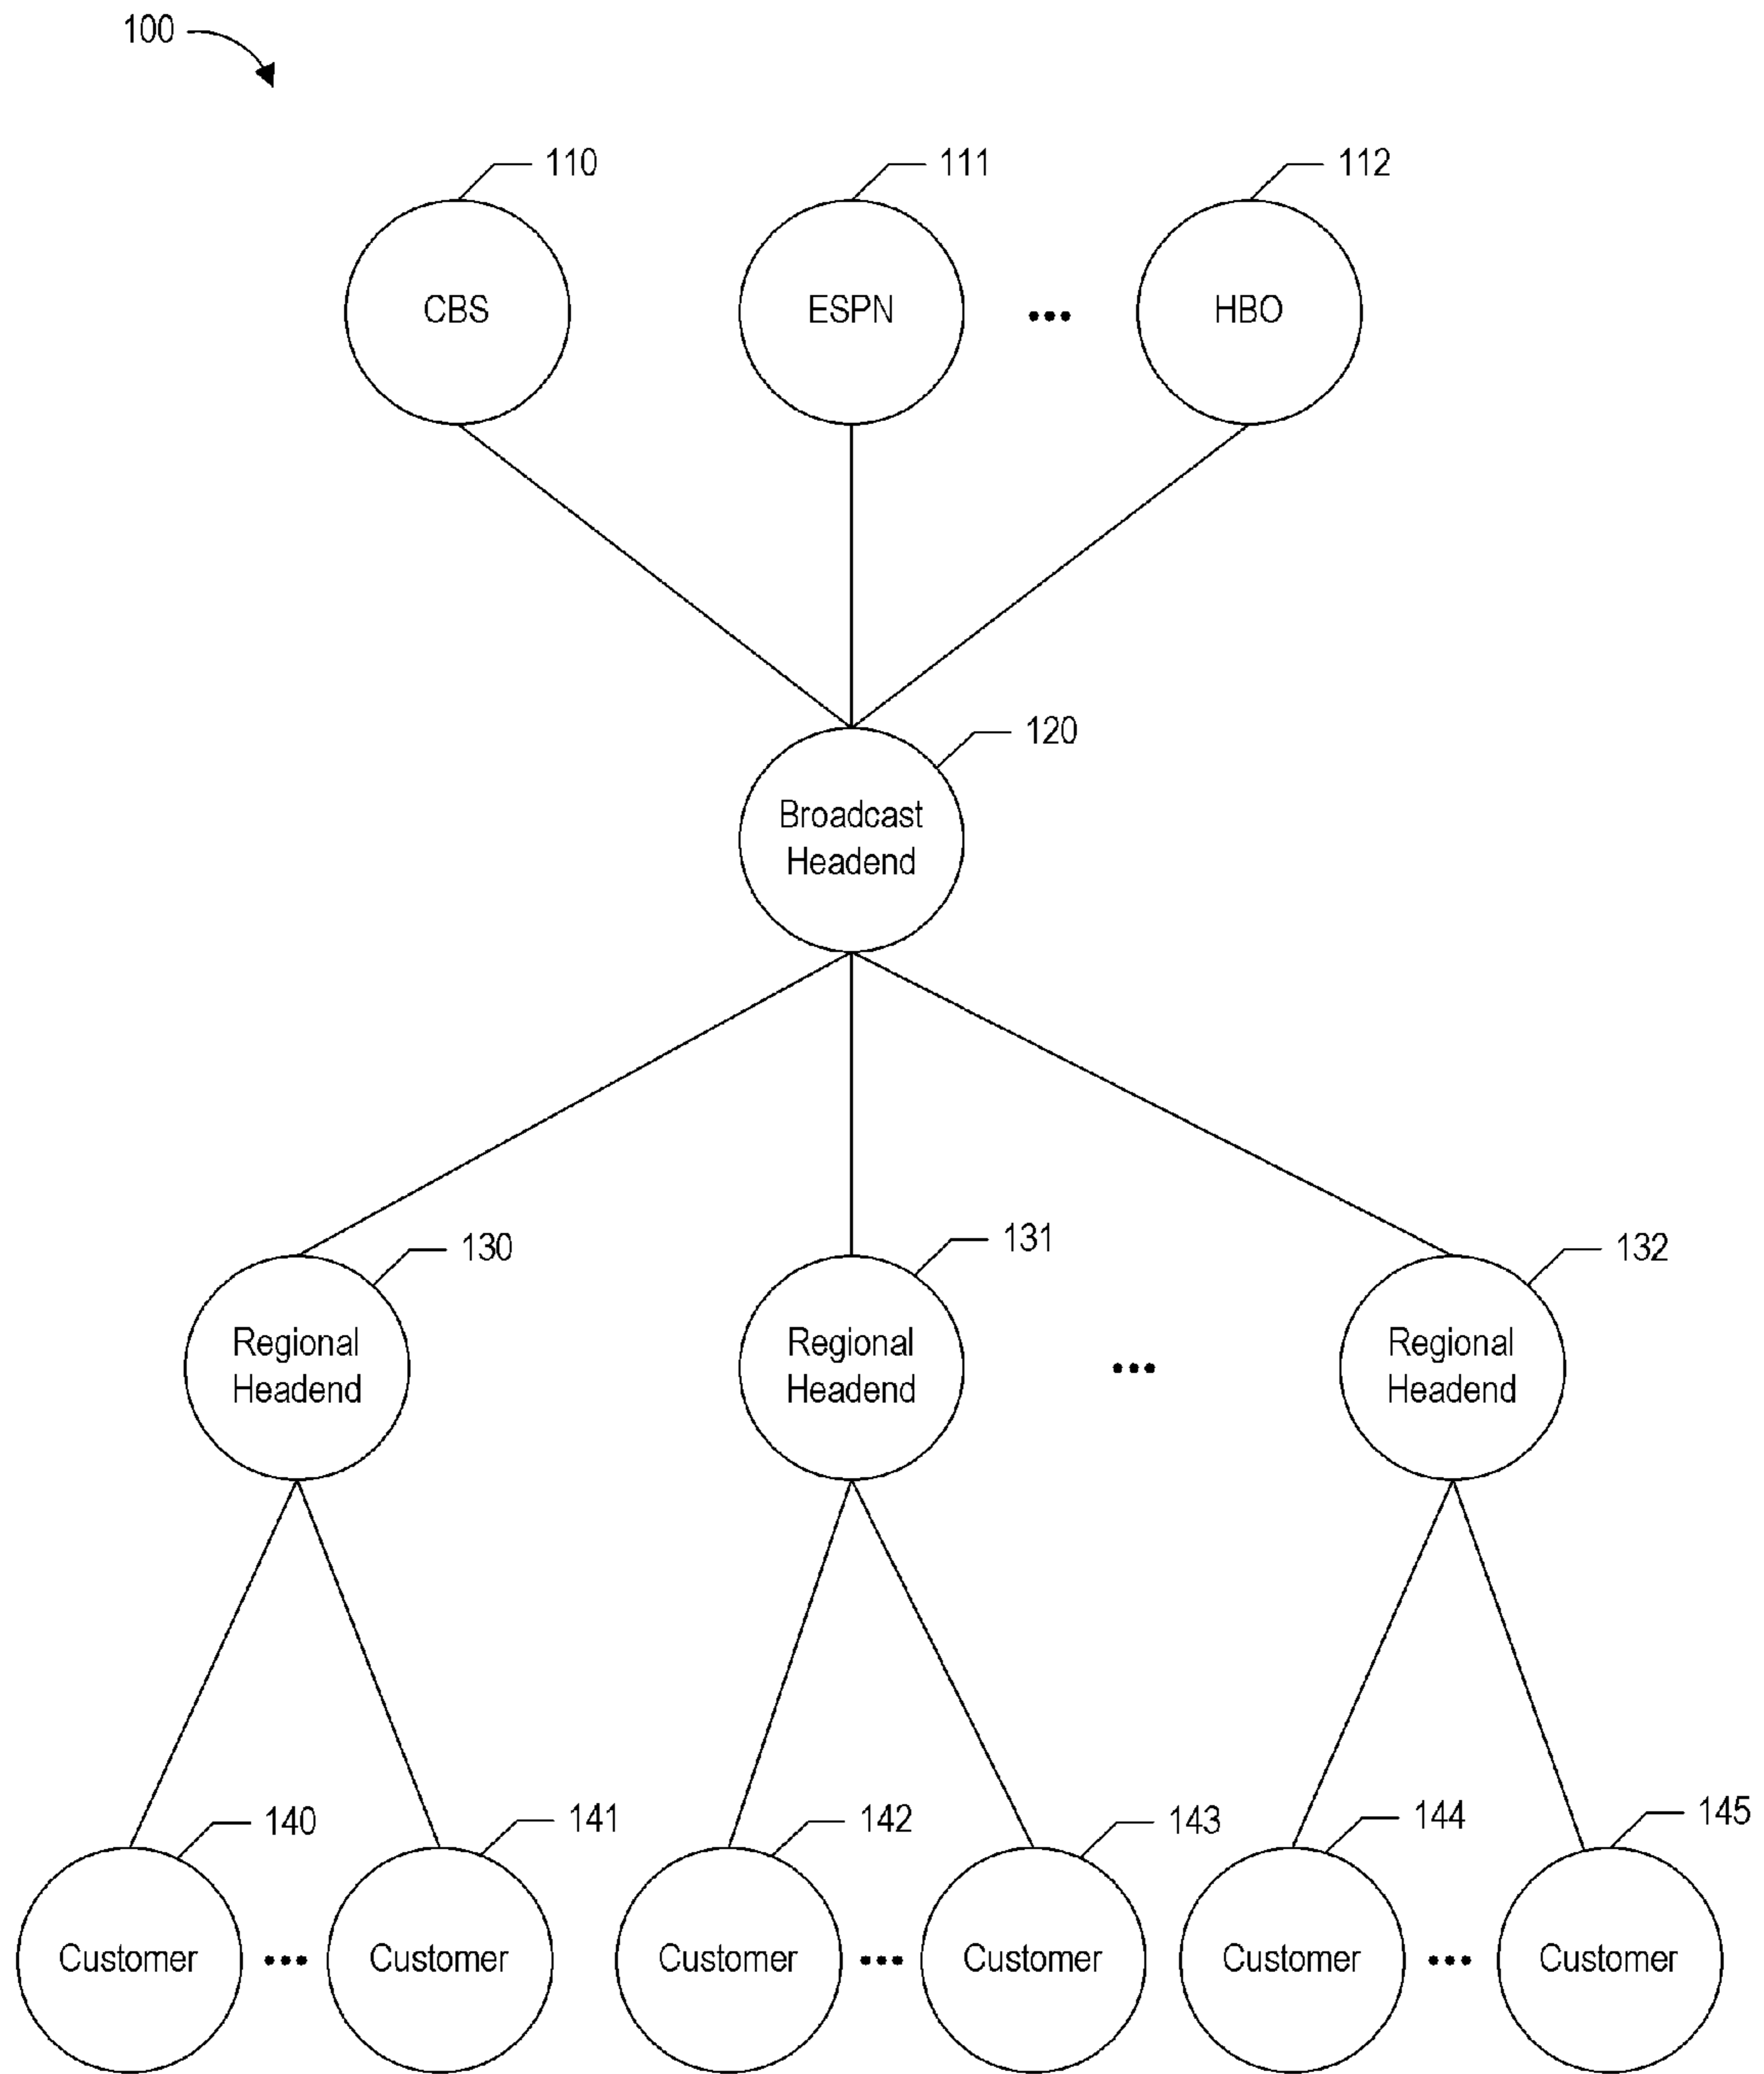 100
110
111
112
CBS
ESPN
•••
HBO
120
Broadcast
Headend
130
131
132
Regional
Headend
Regional
Headend
•••
Regional
Headend
140
141
142
143
144
145
Customer
•••
Customer
Customer
•••
Customer
Customer
•••
Customer